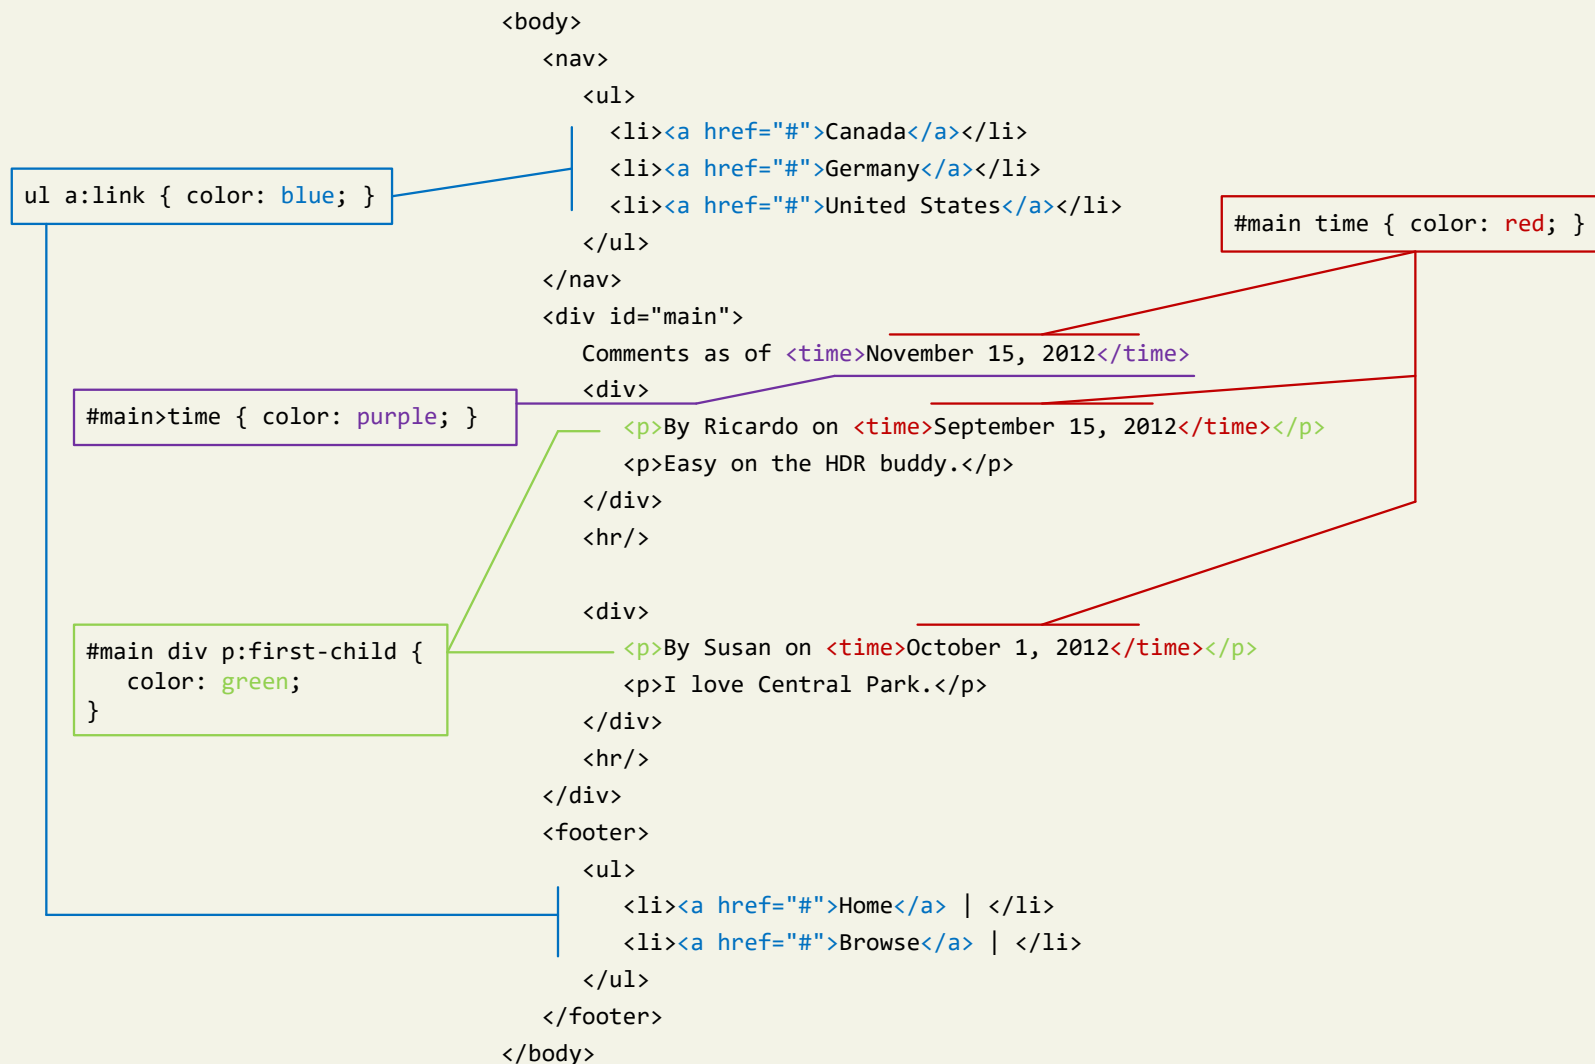 <body>
<nav>
<ul>
<li><a href="#">Canada</a></li>
<li><a href="#">Germany</a></li>
<li><a href="#">United States</a></li>
</ul>
</nav>
<div id="main">
Comments as of <time>November 15, 2012</time>
<div>
<p>By Ricardo on <time>September 15, 2012</time></p>
<p>Easy on the HDR buddy.</p>
</div>
<hr/>
<div>
<p>By Susan on <time>October 1, 2012</time></p>
<p>I love Central Park.</p>
</div>
<hr/>
</div>
<footer>
<ul>
<li><a href="#">Home</a> | </li>
<li><a href="#">Browse</a> | </li>
</ul>
</footer>
</body>
ul a:link { color: blue; }
#main>time { color: purple; }
#main div p:first-child {
color: green;
}
#main time { color: red; }